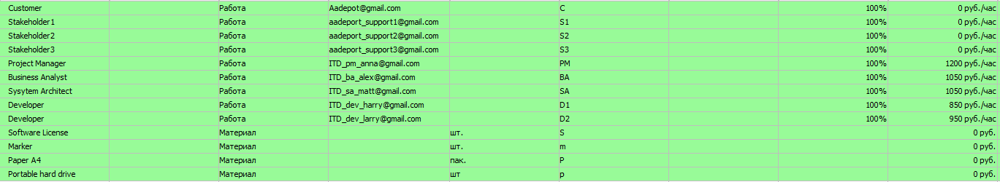 Customer Работа Aadepot@gmail.com C 100% 0 руб./час
Stakeholder1 Работа aadeport_support1@gmail.com S1 100% 0 руб./час
Stakeholder2 Работа aadeport_support2@gmail.com S2 100% 0 руб./час
Stakeholder3 Работа aadeport_support3@gmail.com S3 100% 0 руб./час
Project Manager Работа ITD_pm_anna@gmail.com PM 100% 1200 руб./час
Business Analyst Работа ITD_ba_alex@gmail.com BA 100% 1050 руб./час
Sysytem Architect Работа ITD_sa_matt@gmail.com SA 100% 1050 руб./час
Developer Работа ITD_dev_harry@gmail.com D1 100% 850 руб./час
Developer Работа ITD_dev_larry@gmail.com D2 100% 950 руб./час
Software License Материал шт. S 0 руб.
Marker Материал шт. m 0 руб.
Paper A4 Материал пак. P 0 руб.
Portable hard drive Материал шт p 0 руб.